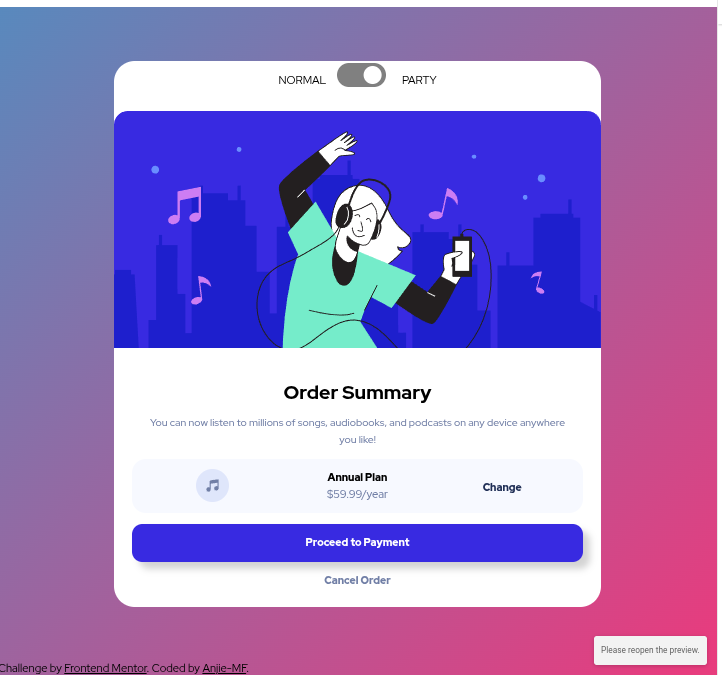 NORMAL PARTY
Order Summary
You can now listen to millions of songs, audiobooks, and podcasts on any device anywhere
you like!
Annual Plan
$59.99/year
Change
Proceed to Payment
Cancel Order
Please reopen the preview.
Challenge by Frontend Mentor. Coded by Anjie-MF.